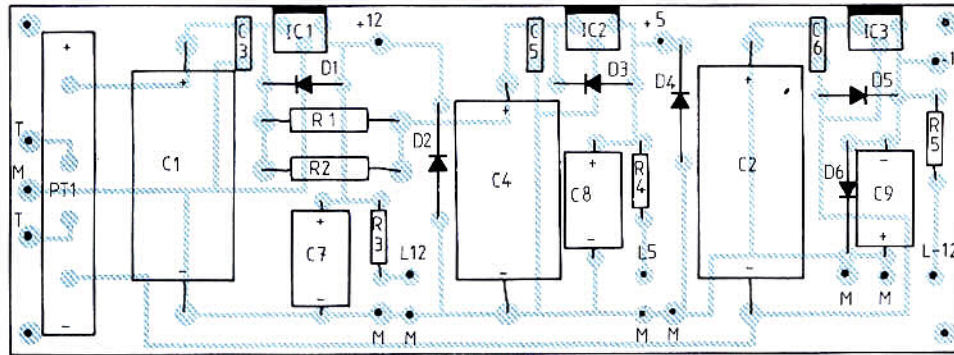 +
PT1
-
T
M
T
+
C1
-
C3
IC1
+12
D1
R1
R2
+
C7
-
R3
L12
M
M
D2
+
C4
-
C5
IC2
+5
D3
+
C8
-
R4
L5
M
M
D4
+
C2
-
C6
IC3
D5
R5
D6
-
C9
+
L-12
M
M
M